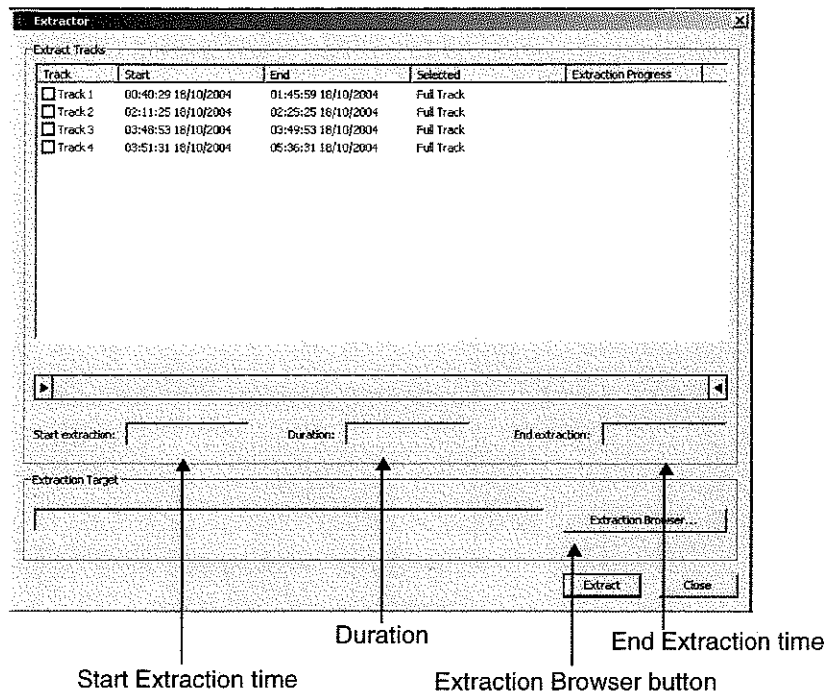 Extractor
Extract Tracks
Track Start End Selected Extraction Progress
Track 1 00:40:29 18/10/2004 01:45:59 18/10/2004 Full Track
Track 2 02:11:25 18/10/2004 02:25:25 18/10/2004 Full Track
Track 3 03:48:53 18/10/2004 03:49:53 18/10/2004 Full Track
Track 4 03:51:31 18/10/2004 05:36:31 18/10/2004 Full Track
Start extraction: Duration: End extraction:
Extraction Target
Extraction Browser...
Extract Close
Duration End Extraction time
Start Extraction time Extraction Browser button